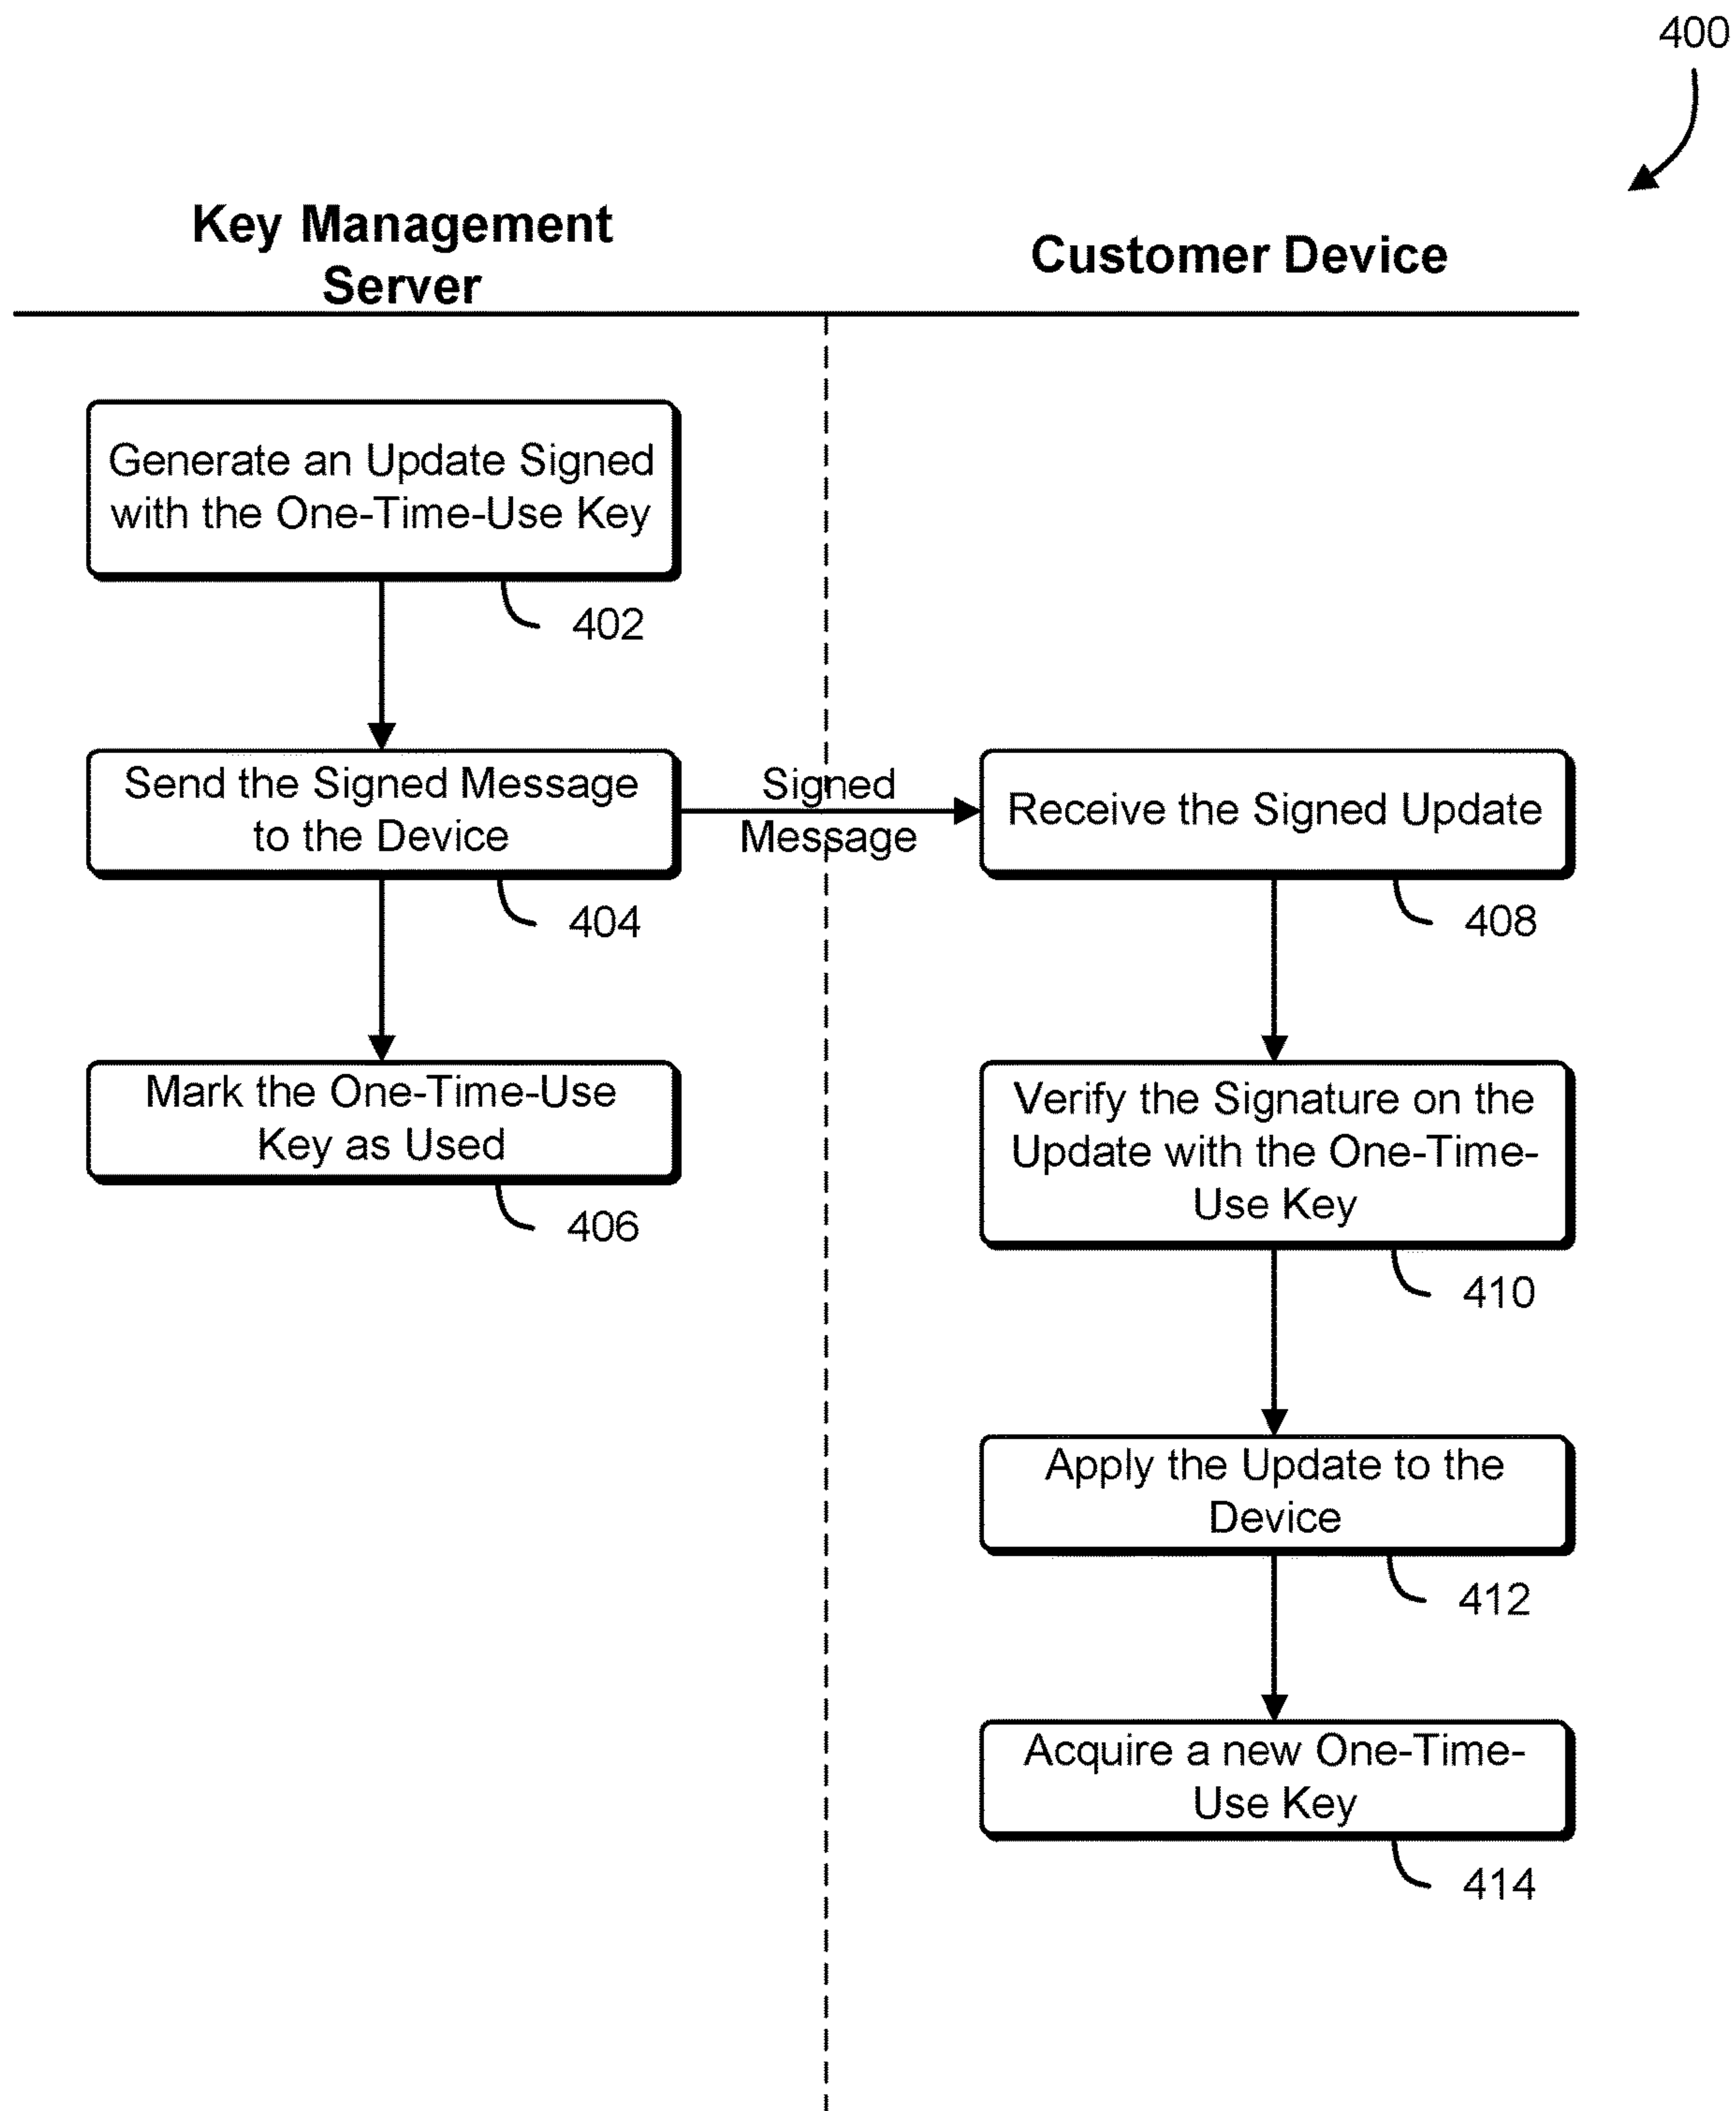 400
Key Management
Server
Customer Device
Generate an Update Signed
with the One-Time-Use Key
402
Send the Signed Message
to the Device
404
Signed
Message
Receive the Signed Update
408
Mark the One-Time-Use
Key as Used
406
Verify the Signature on the
Update with the One-Time-
Use Key
410
Apply the Update to the
Device
412
Acquire a new One-Time-
Use Key
414